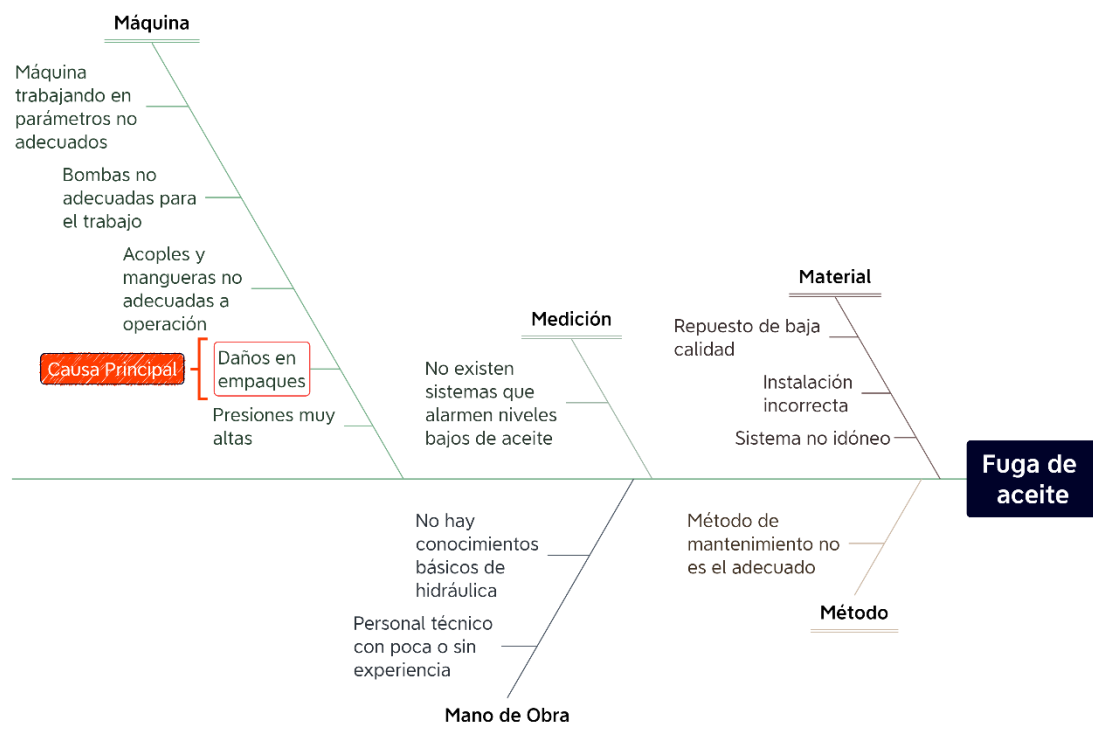 Máquina
Máquina
trabajando en
parámetros no
adecuados
Bombas no
adecuadas para
el trabajo
Acoples y
mangueras no
adecuadas a
operación
Causa Principal
Daños en
empaques
Presiones muy
altas
Medición
No existen
sistemas que
alarmen niveles
bajos de aceite
Material
Repuesto de baja
calidad
Instalación
incorrecta
Sistema no idóneo
Fuga de
aceite
No hay
conocimientos
básicos de
hidráulica
Personal técnico
con poca o sin
experiencia
Mano de Obra
Método de
mantenimiento no
es el adecuado
Método